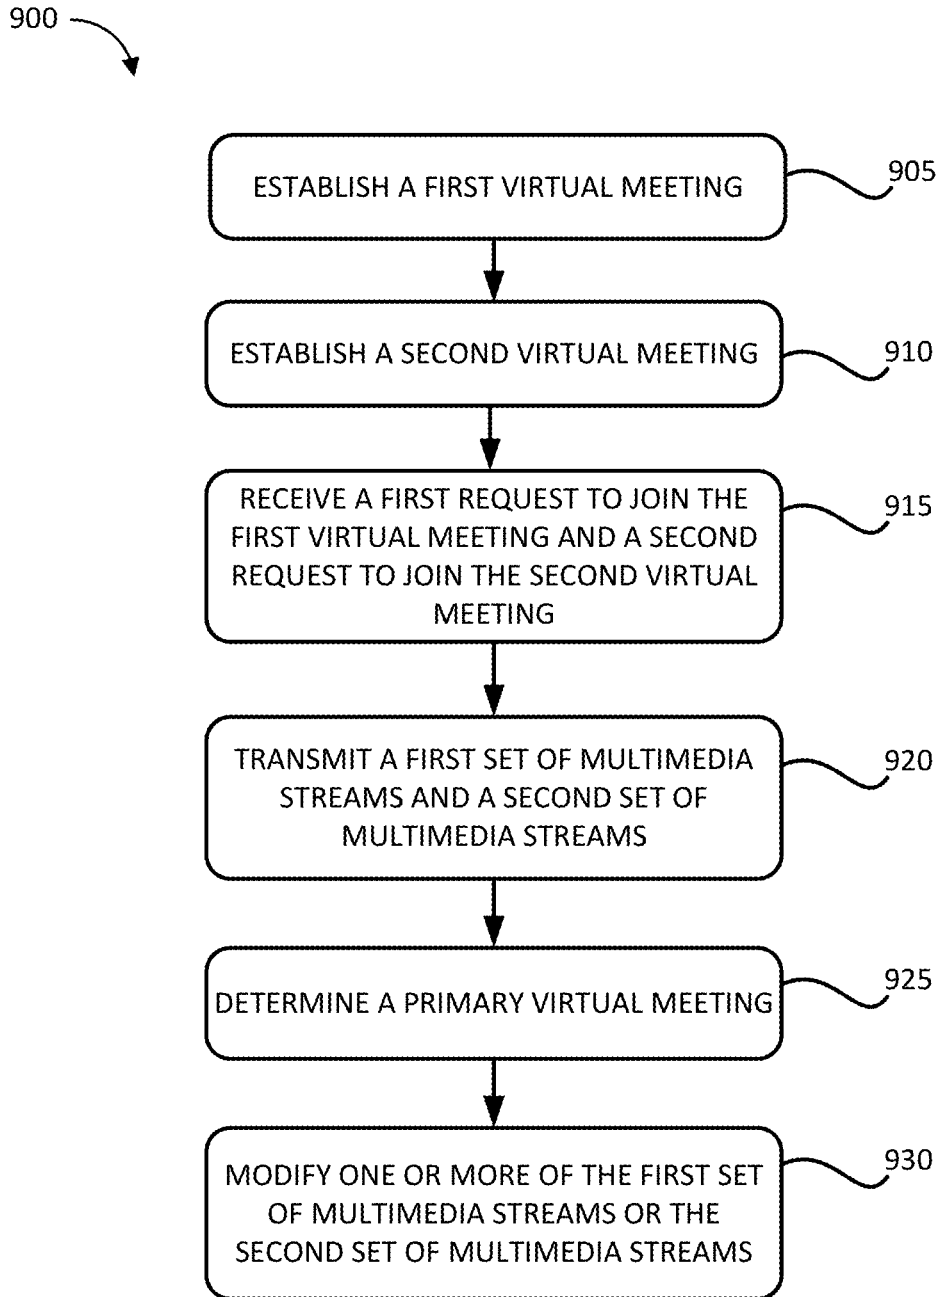 900
ESTABLISH A FIRST VIRTUAL MEETING
905
ESTABLISH A SECOND VIRTUAL MEETING
910
RECEIVE A FIRST REQUEST TO JOIN THE
FIRST VIRTUAL MEETING AND A SECOND
REQUEST TO JOIN THE SECOND VIRTUAL
MEETING
915
TRANSMIT A FIRST SET OF MULTIMEDIA
STREAMS AND A SECOND SET OF
MULTIMEDIA STREAMS
920
DETERMINE A PRIMARY VIRTUAL MEETING
925
MODIFY ONE OR MORE OF THE FIRST SET
OF MULTIMEDIA STREAMS OR THE
SECOND SET OF MULTIMEDIA STREAMS
930